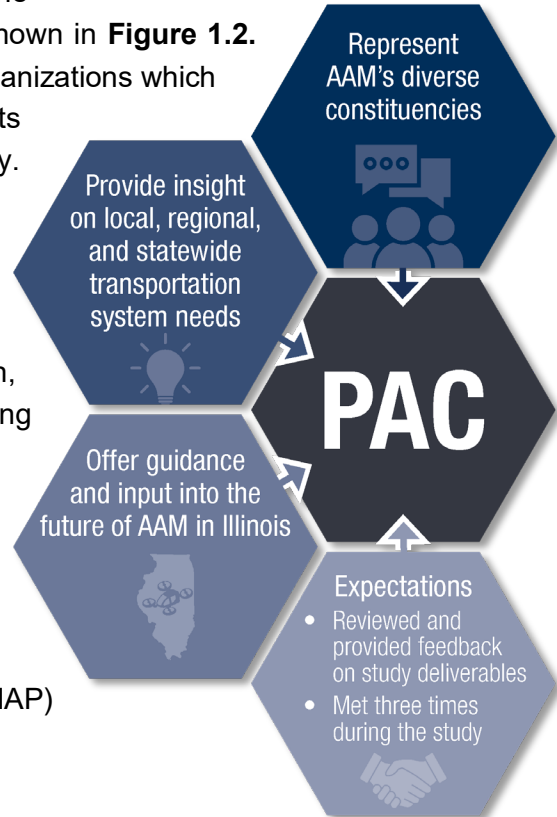 hown in Figure 1.2.
anizations which
ts
y.
n,
ng
IAP)
Represent
AAM's diverse
constituencies
Provide insight
on local, regional,
and statewide
transportation
system needs
PAC
Offer guidance
and input into the
future of AAM in Illinois
Expectations
• Reviewed and
provided feedback
on study deliverables
• Met three times
during the study